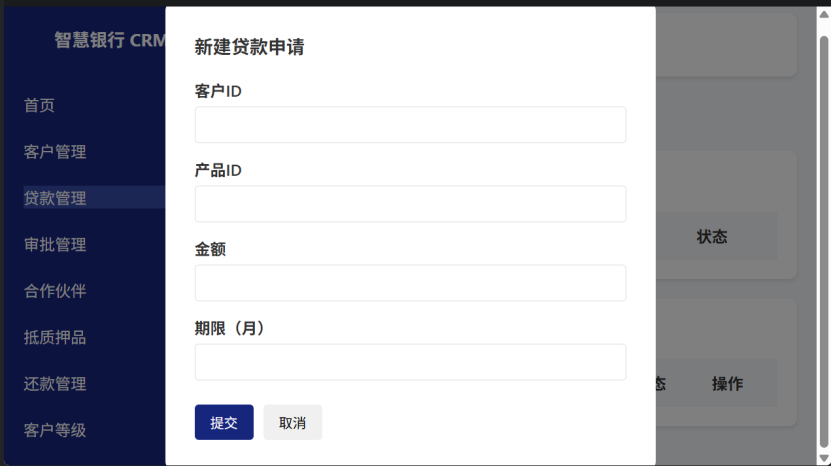 智慧银行 CRM
首页
客户管理
贷款管理
审批管理
合作伙伴
抵质押品
还款管理
客户等级
新建贷款申请
客户ID
产品ID
金额
期限（月）
提交 取消
状态
态 操作